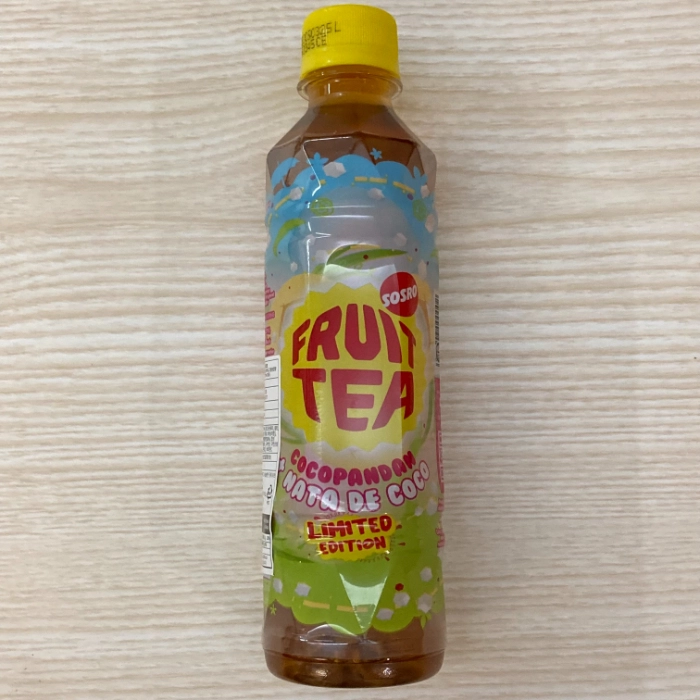 SOSRO
FRUIT
TEA
COCOPANDAN
& NATA DE COCO
LIMITED
EDITION